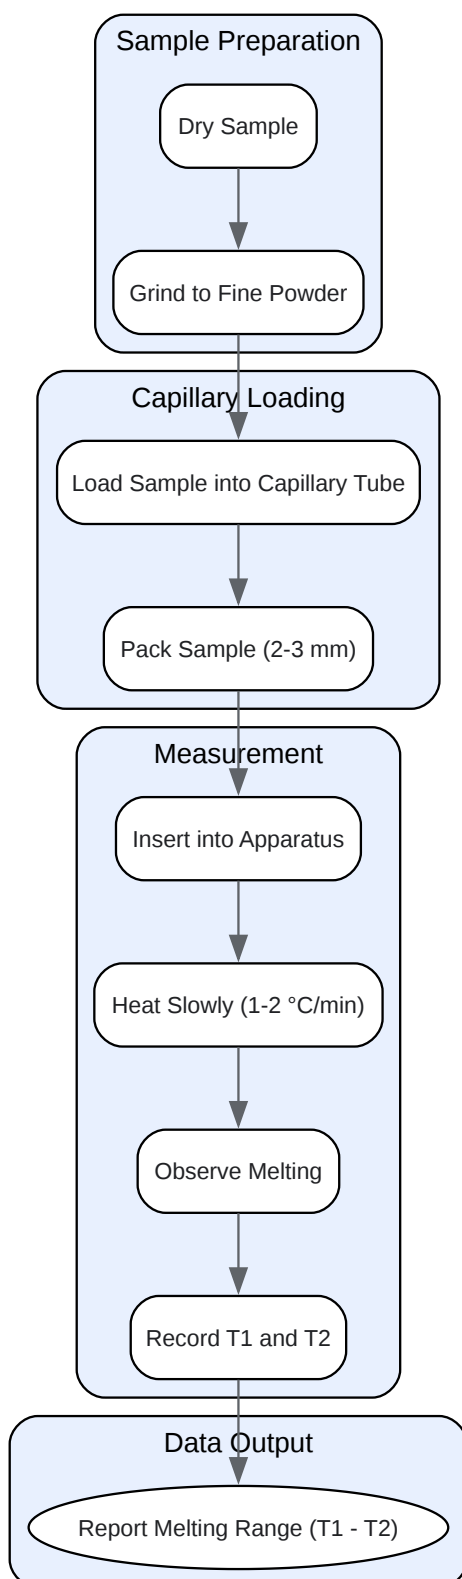 Sample Preparation
Dry Sample
Grind to Fine Powder
Capillary Loading
Load Sample into Capillary Tube
Pack Sample (2-3 mm)
Measurement
Insert into Apparatus
Heat Slowly (1-2 °C/min)
Observe Melting
Record T1 and T2
Data Output
Report Melting Range (T1 - T2)